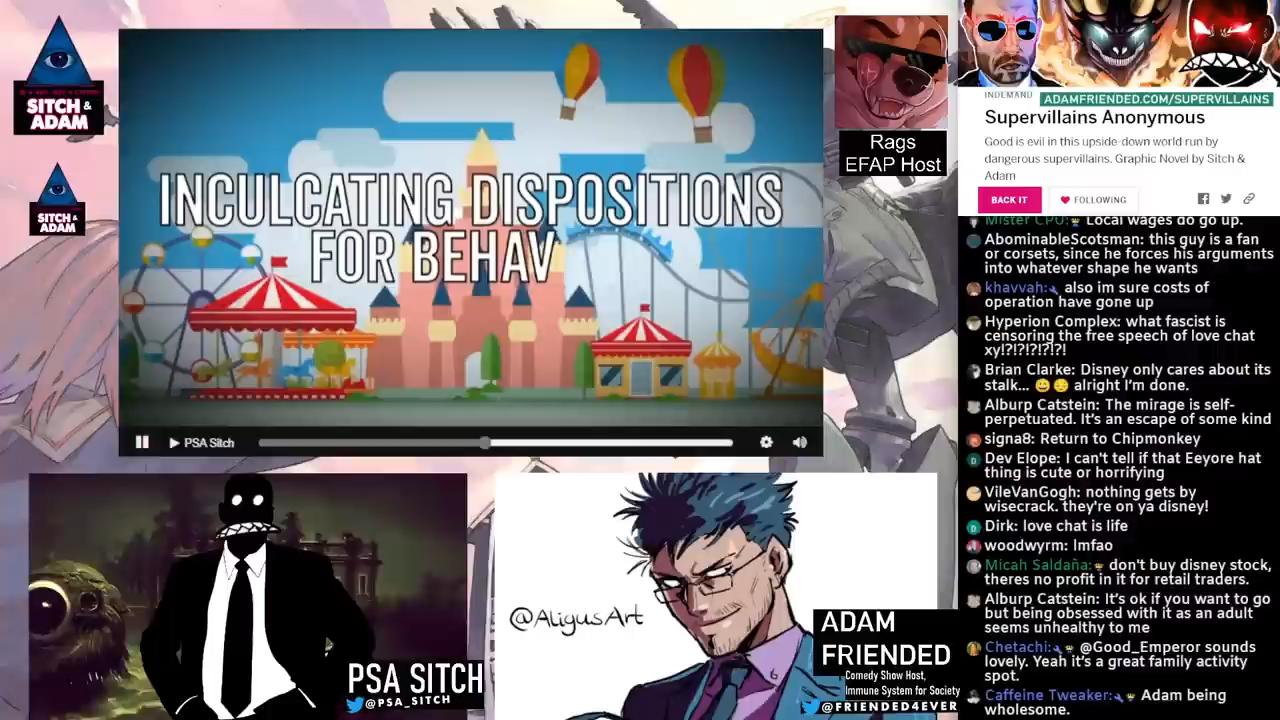 SITCH &
ADAM
SITCH &
ADAM
INCULCATING DISPOSITIONS
FOR BEHAV
PSA Sitch
Rags
EFAP Host
INDEMAND
ADAMFRIENDED.COM/SUPERVILLAINS
Supervillains Anonymous
Good is evil in this upside-down world run by
dangerous supervillains. Graphic Novel by Sitch &
Adam
BACK IT
FOLLOWING
Mister CPU: Local wages do go up.
AbominableScotsman: this guy is a fan
or corsets, since he forces his arguments
into whatever shape he wants
khavvah: also im sure costs of
operation have gone up
Hyperion Complex: what fascist is
censoring the free speech of love chat
xy!?!?!?!?!?!
Brian Clarke: Disney only cares about its
stalk... 😄😔 alright I'm done.
Alburp Catstein: The mirage is self-
perpetuated. It's an escape of some kind
signa8: Return to Chipmonkey
Dev Elope: I can't tell if that Eeyore hat
thing is cute or horrifying
VileVanGogh: nothing gets by
wisecrack. they're on ya disney!
Dirk: love chat is life
woodwyrm: lmfao
Micah Saldaña: don't buy disney stock,
theres no profit in it for retail traders.
Alburp Catstein: It's ok if you want to go
but being obsessed with it as an adult
seems unhealthy to me
Chetachi: @Good_Emperor sounds
lovely. Yeah it's a great family activity
spot.
Caffeine Tweaker: Adam being
wholesome.
PSA SITCH
@PSA_SITCH
@AligusArt
ADAM
FRIENDED
Comedy Show Host,
Immune System for Society
@FRIENDED4EVER